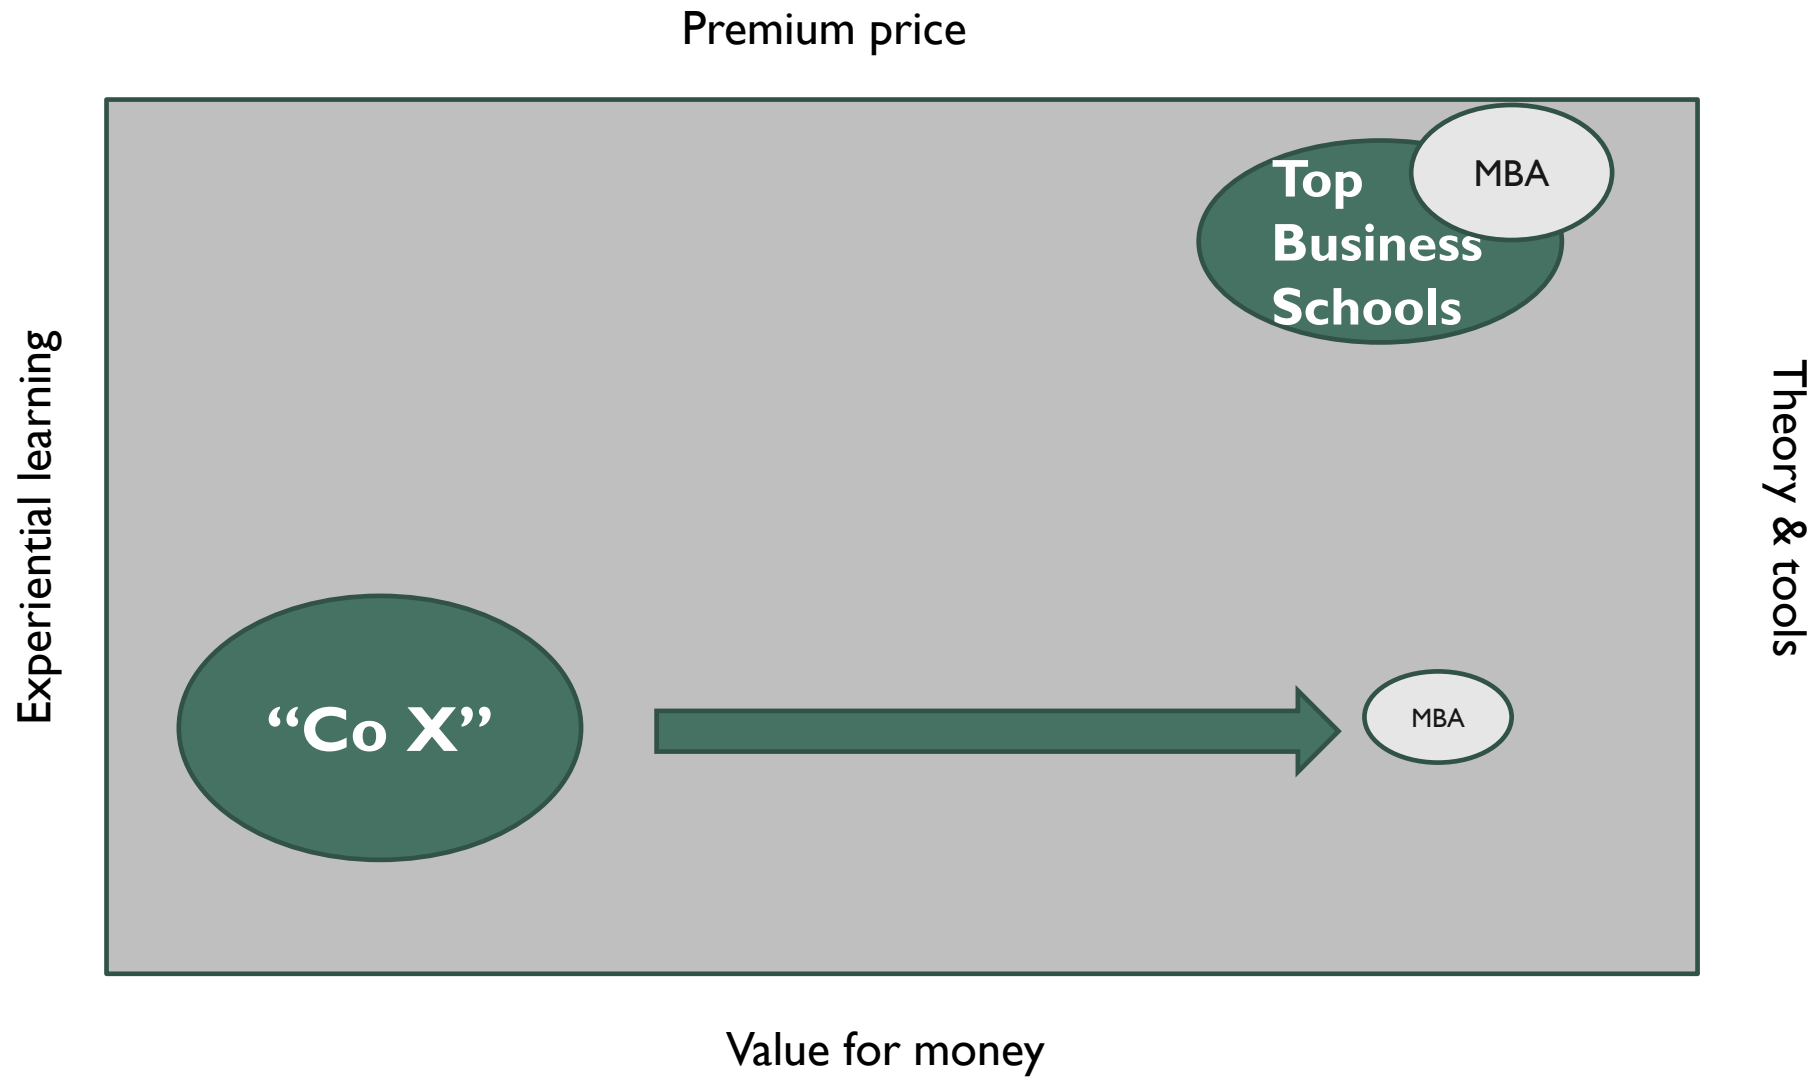 Premium price
Top
MBA
Business
Schools
Experiential learning
Theory & tools
“Co X”
MBA
Value for money